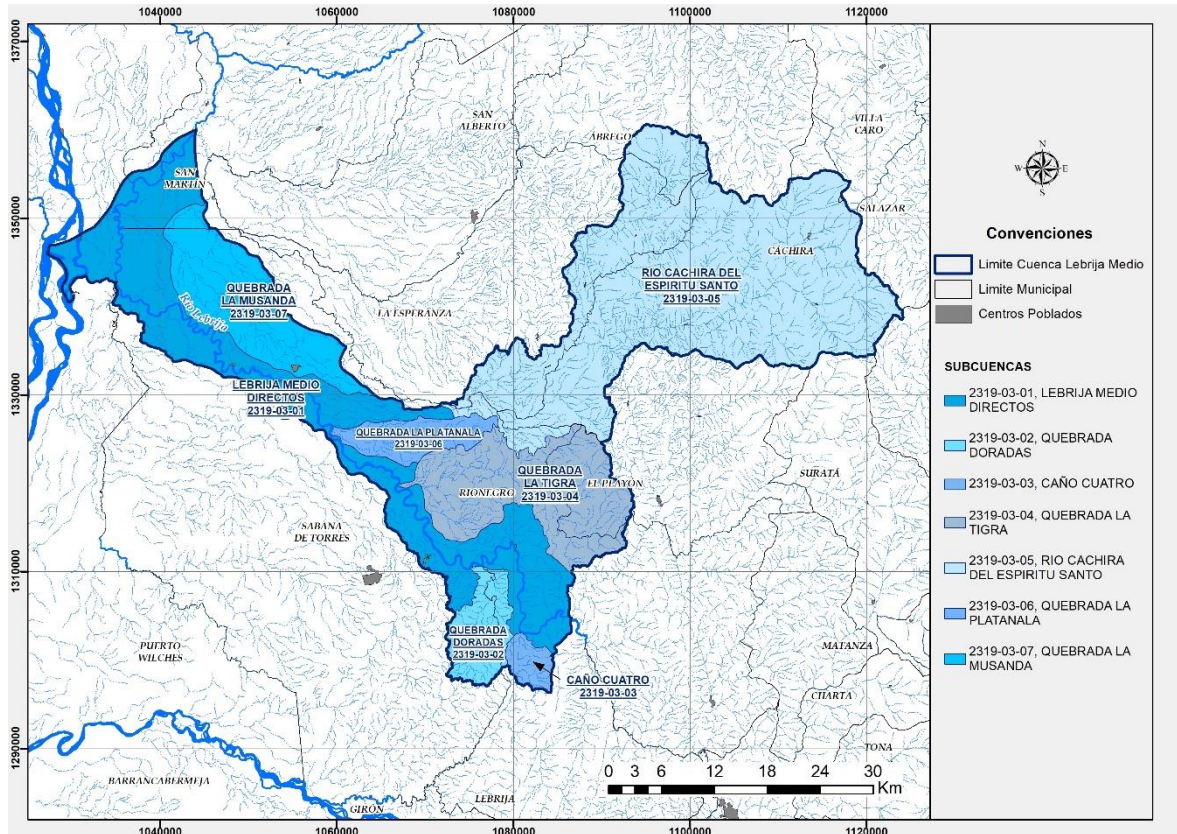 1040000
1060000
1080000
1100000
1120000
1370000
1350000
1330000
1310000
1290000
SAN
ALBERTO
ÁBREGO
VILLA
CARO
SAN
MARTÍN
SALAZAR
CÁCHIRA
RIO CACHIRA DEL
ESPIRITU SANTO
2319-03-05
QUEBRADA
LA MUSANDA
2319-03-07
Río Lebrija
LA ESPERANZA
LEBRIJA MEDIO
DIRECTOS
2319-03-01
QUEBRADA LA PLATANALA
2319-03-06
QUEBRADA
LA TIGRA
2319-03-04
RIONEGRO
EL PLAYÓN
SURATÁ
SABANA
DE TORRES
PUERTO
WILCHES
QUEBRADA
DORADAS
2319-03-02
CAÑO CUATRO
2319-03-03
MATANZA
CHARTA
TONA
BARRANCABERMEJA
GIRÓN
LEBRIJA
0 3 6 12 18 24 30
Km
1040000
1060000
1080000
1100000
1120000
N
W
E
S
Convenciones
Limite Cuenca Lebrija Medio
Limite Municipal
Centros Poblados
SUBCUENCAS
2319-03-01, LEBRIJA MEDIO
DIRECTOS
2319-03-02, QUEBRADA
DORADAS
2319-03-03, CAÑO CUATRO
2319-03-04, QUEBRADA LA
TIGRA
2319-03-05, RIO CACHIRA
DEL ESPIRITU SANTO
2319-03-06, QUEBRADA LA
PLATANALA
2319-03-07, QUEBRADA LA
MUSANDA